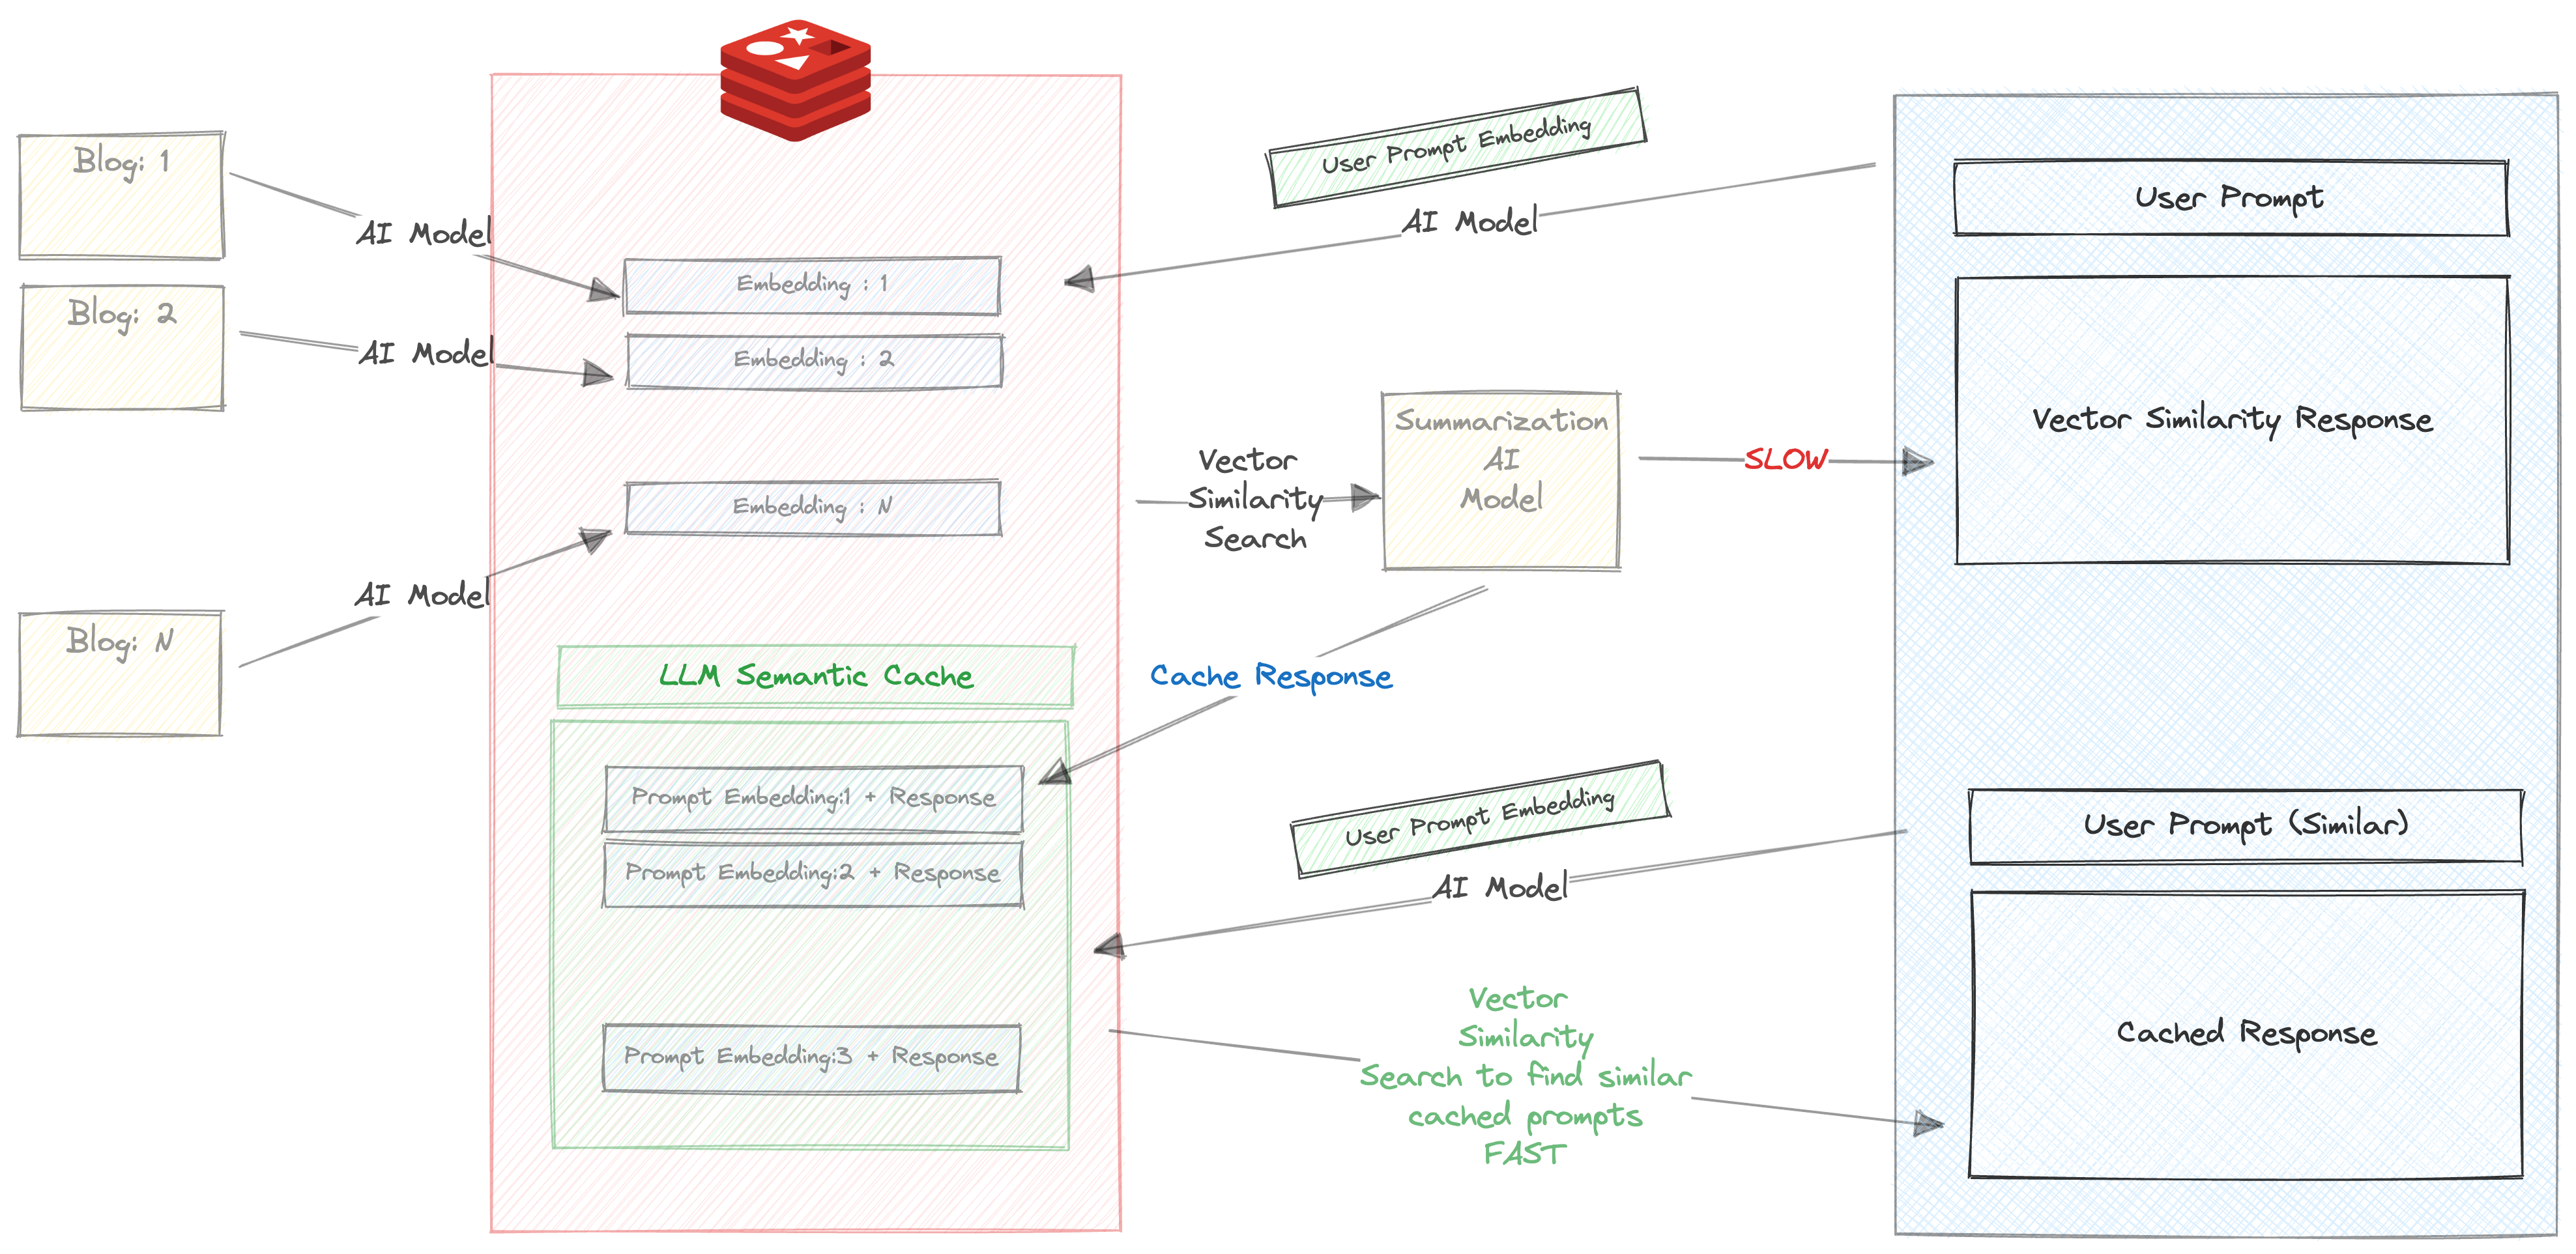 Blog: 1
AI Model
Blog: 2
AI Model
Blog: N
AI Model
Embedding : 1
Embedding : 2
Embedding : N
LLM Semantic Cache
Prompt Embedding:1 + Response
Prompt Embedding:2 + Response
Prompt Embedding:3 + Response
User Prompt Embedding
AI Model
Vector
Similarity
Search
Summarization
AI
Model
SLOW
Cache Response
User Prompt Embedding
AI Model
Vector
Similarity
Search to find similar
cached prompts
FAST
User Prompt
Vector Similarity Response
User Prompt (Similar)
Cached Response